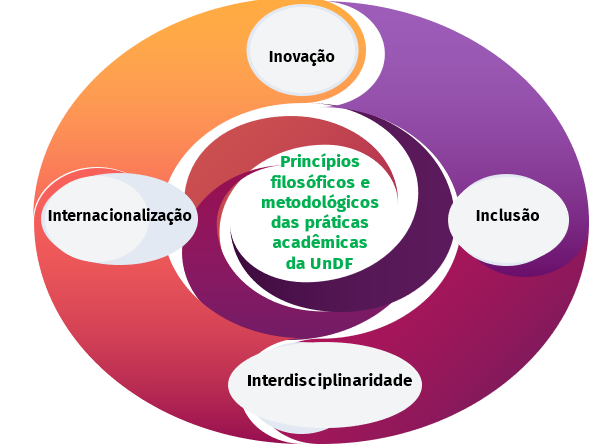 Inovação
Princípios
filosóficos e
metodológicos
das práticas
acadêmicas
da UnDF
Internacionalização
Inclusão
Interdisciplinaridade